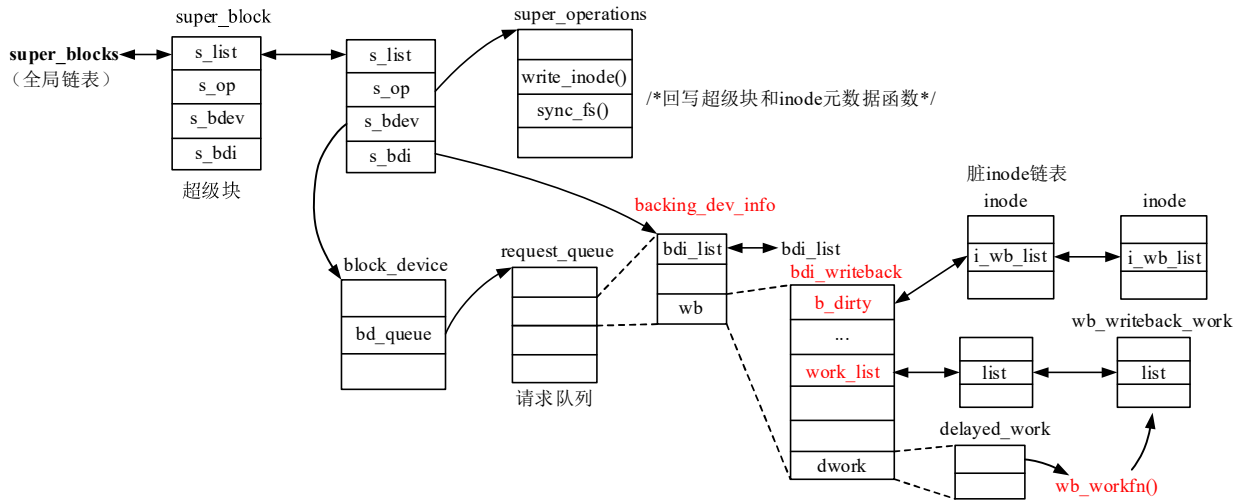 super_block
super_operations
super_blocks
（全局链表）
s_list
s_op
s_bdev
s_bdi
超级块
s_list
s_op
s_bdev
s_bdi
write_inode()
sync_fs()
/*回写超级块和inode元数据函数*/
block_device
bd_queue
request_queue
请求队列
backing_dev_info
bdi_list
wb
bdi_list
bdi_writeback
b_dirty
...
work_list
dwork
脏inode链表
inode
inode
i_wb_list
i_wb_list
wb_writeback_work
list
list
delayed_work
wb_workfn()